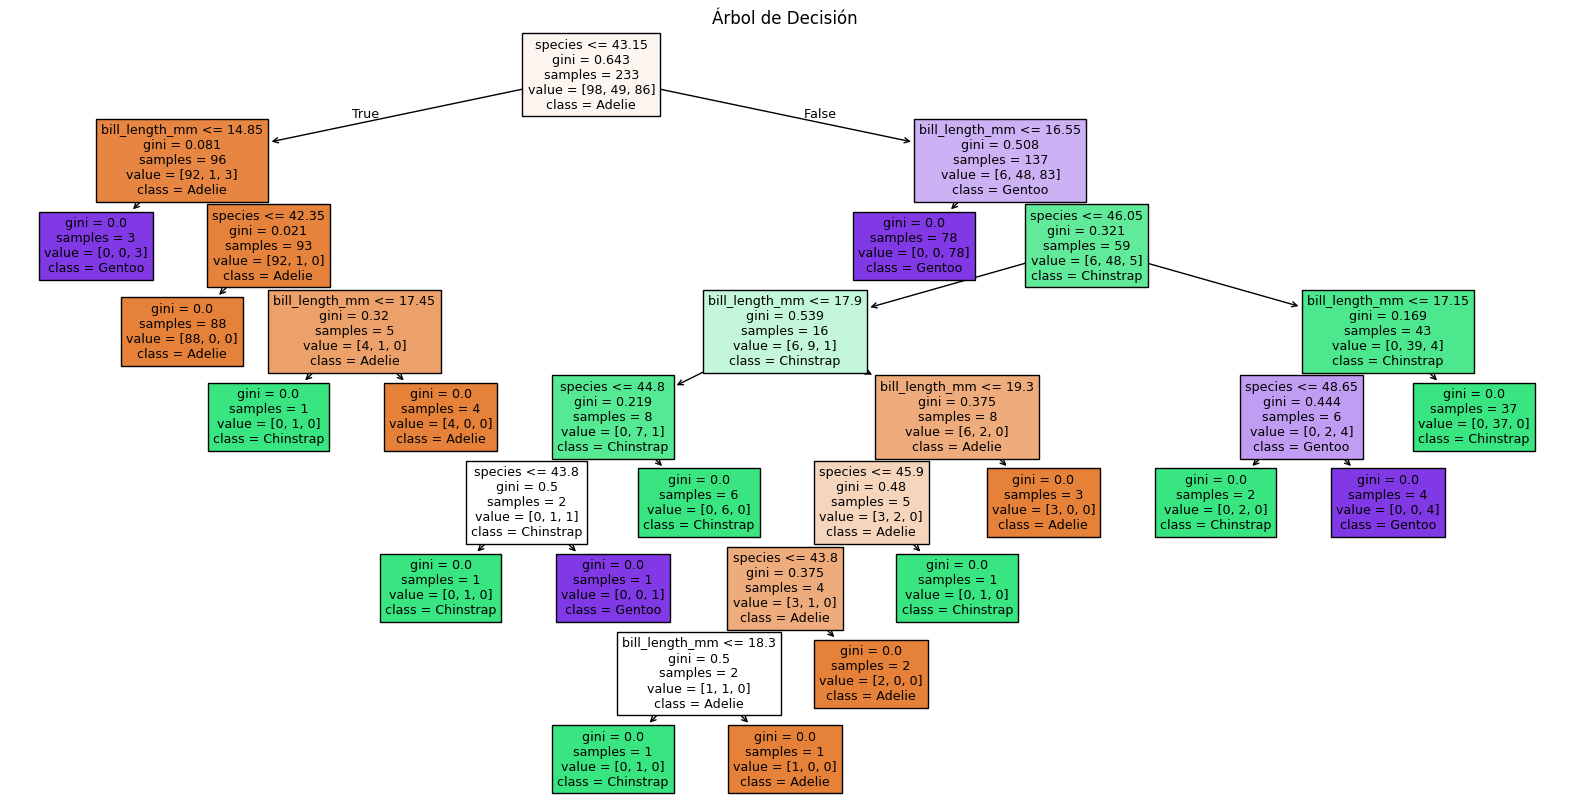 Árbol de Decisión
species <= 43.15
gini = 0.643
samples = 233
value = [98, 49, 86]
class = Adelie
True
False
bill_length_mm <= 14.85
gini = 0.081
samples = 96
value = [92, 1, 3]
class = Adelie
bill_length_mm <= 16.55
gini = 0.508
samples = 137
value = [6, 48, 83]
class = Gentoo
gini = 0.0
samples = 3
value = [0, 0, 3]
class = Gentoo
species <= 42.35
gini = 0.021
samples = 93
value = [92, 1, 0]
class = Adelie
gini = 0.0
samples = 78
value = [0, 0, 78]
class = Gentoo
species <= 46.05
gini = 0.321
samples = 59
value = [6, 48, 5]
class = Chinstrap
gini = 0.0
samples = 88
value = [88, 0, 0]
class = Adelie
bill_length_mm <= 17.45
gini = 0.32
samples = 5
value = [4, 1, 0]
class = Adelie
bill_length_mm <= 17.9
gini = 0.539
samples = 16
value = [6, 9, 1]
class = Chinstrap
bill_length_mm <= 17.15
gini = 0.169
samples = 43
value = [0, 39, 4]
class = Chinstrap
gini = 0.0
samples = 1
value = [0, 1, 0]
class = Chinstrap
gini = 0.0
samples = 4
value = [4, 0, 0]
class = Adelie
species <= 44.8
gini = 0.219
samples = 8
value = [0, 7, 1]
class = Chinstrap
bill_length_mm <= 19.3
gini = 0.375
samples = 8
value = [6, 2, 0]
class = Adelie
species <= 48.65
gini = 0.444
samples = 6
value = [0, 2, 4]
class = Gentoo
gini = 0.0
samples = 37
value = [0, 37, 0]
class = Chinstrap
species <= 43.8
gini = 0.5
samples = 2
value = [0, 1, 1]
class = Chinstrap
gini = 0.0
samples = 6
value = [0, 6, 0]
class = Chinstrap
species <= 45.9
gini = 0.48
samples = 5
value = [3, 2, 0]
class = Adelie
gini = 0.0
samples = 3
value = [3, 0, 0]
class = Adelie
gini = 0.0
samples = 2
value = [0, 2, 0]
class = Chinstrap
gini = 0.0
samples = 4
value = [0, 0, 4]
class = Gentoo
gini = 0.0
samples = 1
value = [0, 1, 0]
class = Chinstrap
gini = 0.0
samples = 1
value = [0, 0, 1]
class = Gentoo
species <= 43.8
gini = 0.375
samples = 4
value = [3, 1, 0]
class = Adelie
gini = 0.0
samples = 1
value = [0, 1, 0]
class = Chinstrap
bill_length_mm <= 18.3
gini = 0.5
samples = 2
value = [1, 1, 0]
class = Adelie
gini = 0.0
samples = 2
value = [2, 0, 0]
class = Adelie
gini = 0.0
samples = 1
value = [0, 1, 0]
class = Chinstrap
gini = 0.0
samples = 1
value = [1, 0, 0]
class = Adelie